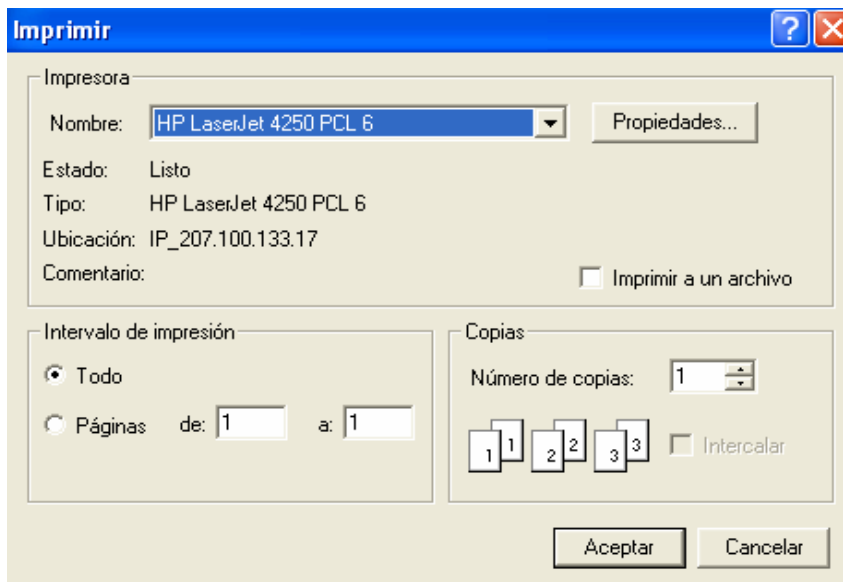 Imprimir
Impresora
Nombre: HP LaserJet 4250 PCL 6 Propiedades...
Estado: Listo
Tipo: HP LaserJet 4250 PCL 6
Ubicación: IP_207.100.133.17
Comentario: Imprimir a un archivo
Intervalo de impresión
Todo
Páginas de: 1 a: 1
Copias
Número de copias: 1
1 1 2 2 3 3 Intercalar
Aceptar Cancelar